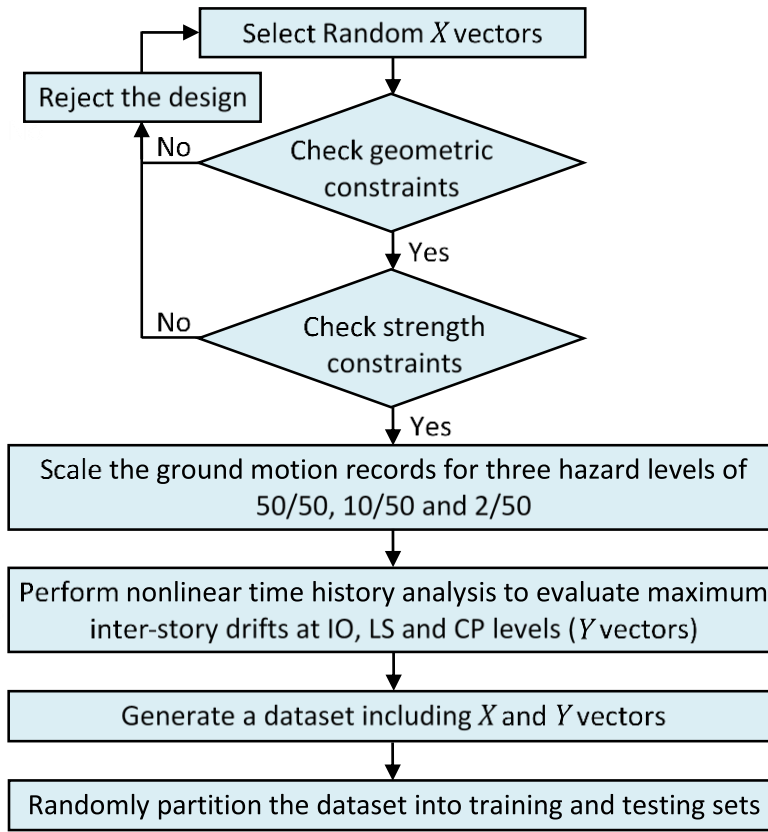 Select Random X vectors
Reject the design
No
Check geometric
constraints
Yes
No
Check strength
constraints
Yes
Scale the ground motion records for three hazard levels of
50/50, 10/50 and 2/50
Perform nonlinear time history analysis to evaluate maximum
inter-story drifts at IO, LS and CP levels (Y vectors)
Generate a dataset including X and Y vectors
Randomly partition the dataset into training and testing sets